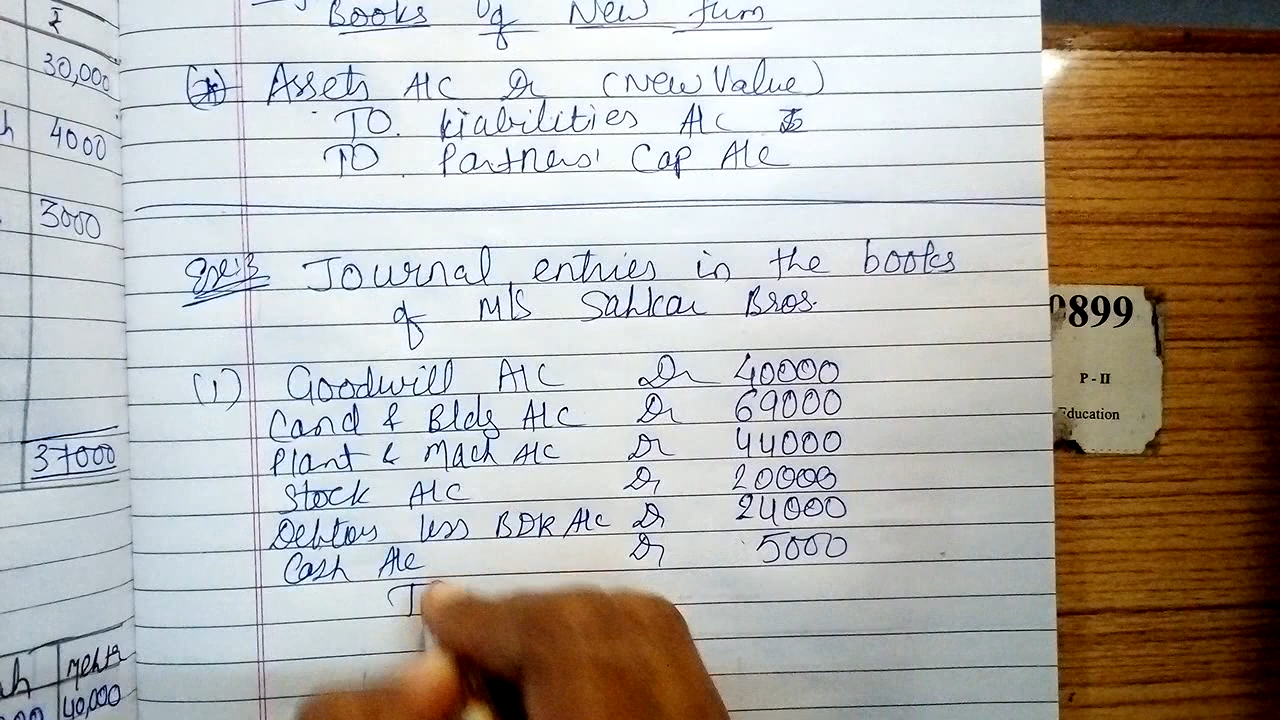 ₹
30,000
4000
3000
37000
Mehta
40,000
Books of New firm
Assets A/C Dr (New Value)
TO. Liabilities A/C
TO Partners' Cap A/c
Journal entries in the books
of M/S Sahkar Bros.
(1) Goodwill A/C Dr 40000
Land & Bldg A/C Dr 69000
Plant & Mach A/C Dr 44000
Stock A/C Dr 20000
Debtors less BDR A/c Dr 24000
Cash A/c Dr 5000
T
0899
P - II
Education